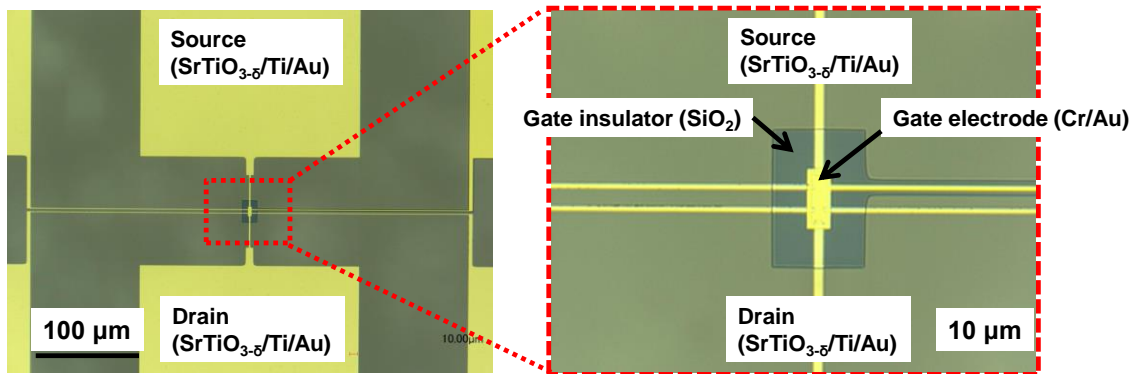 Source
(SrTiO3-δ/Ti/Au)
Drain
(SrTiO3-δ/Ti/Au)
100 μm
10.00μm
Source
(SrTiO3-δ/Ti/Au)
Gate insulator (SiO2)
Gate electrode (Cr/Au)
Drain
(SrTiO3-δ/Ti/Au)
10 μm